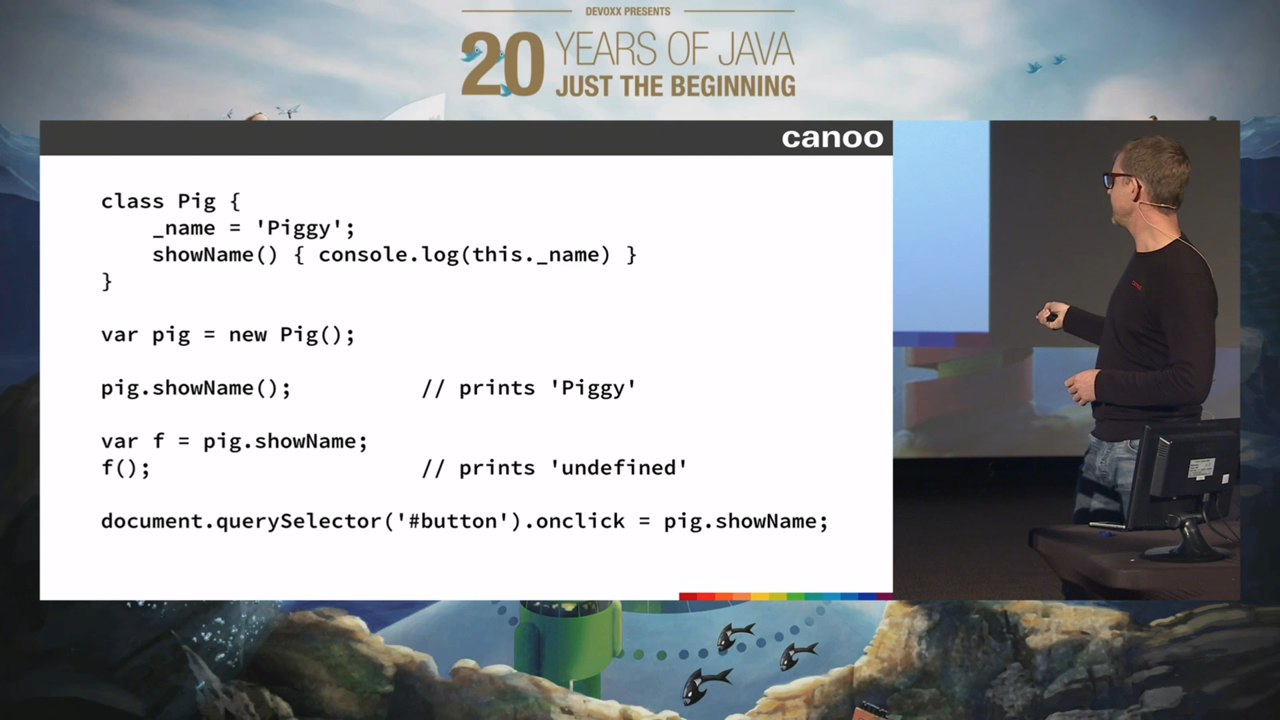 DEVOXX PRESENTS
20 YEARS OF JAVA
JUST THE BEGINNING
canoo
class Pig {
    _name = 'Piggy';
    showName() { console.log(this._name) }
}
var pig = new Pig();
pig.showName();          // prints 'Piggy'
var f = pig.showName;
f();                     // prints 'undefined'
document.querySelector('#button').onclick = pig.showName;